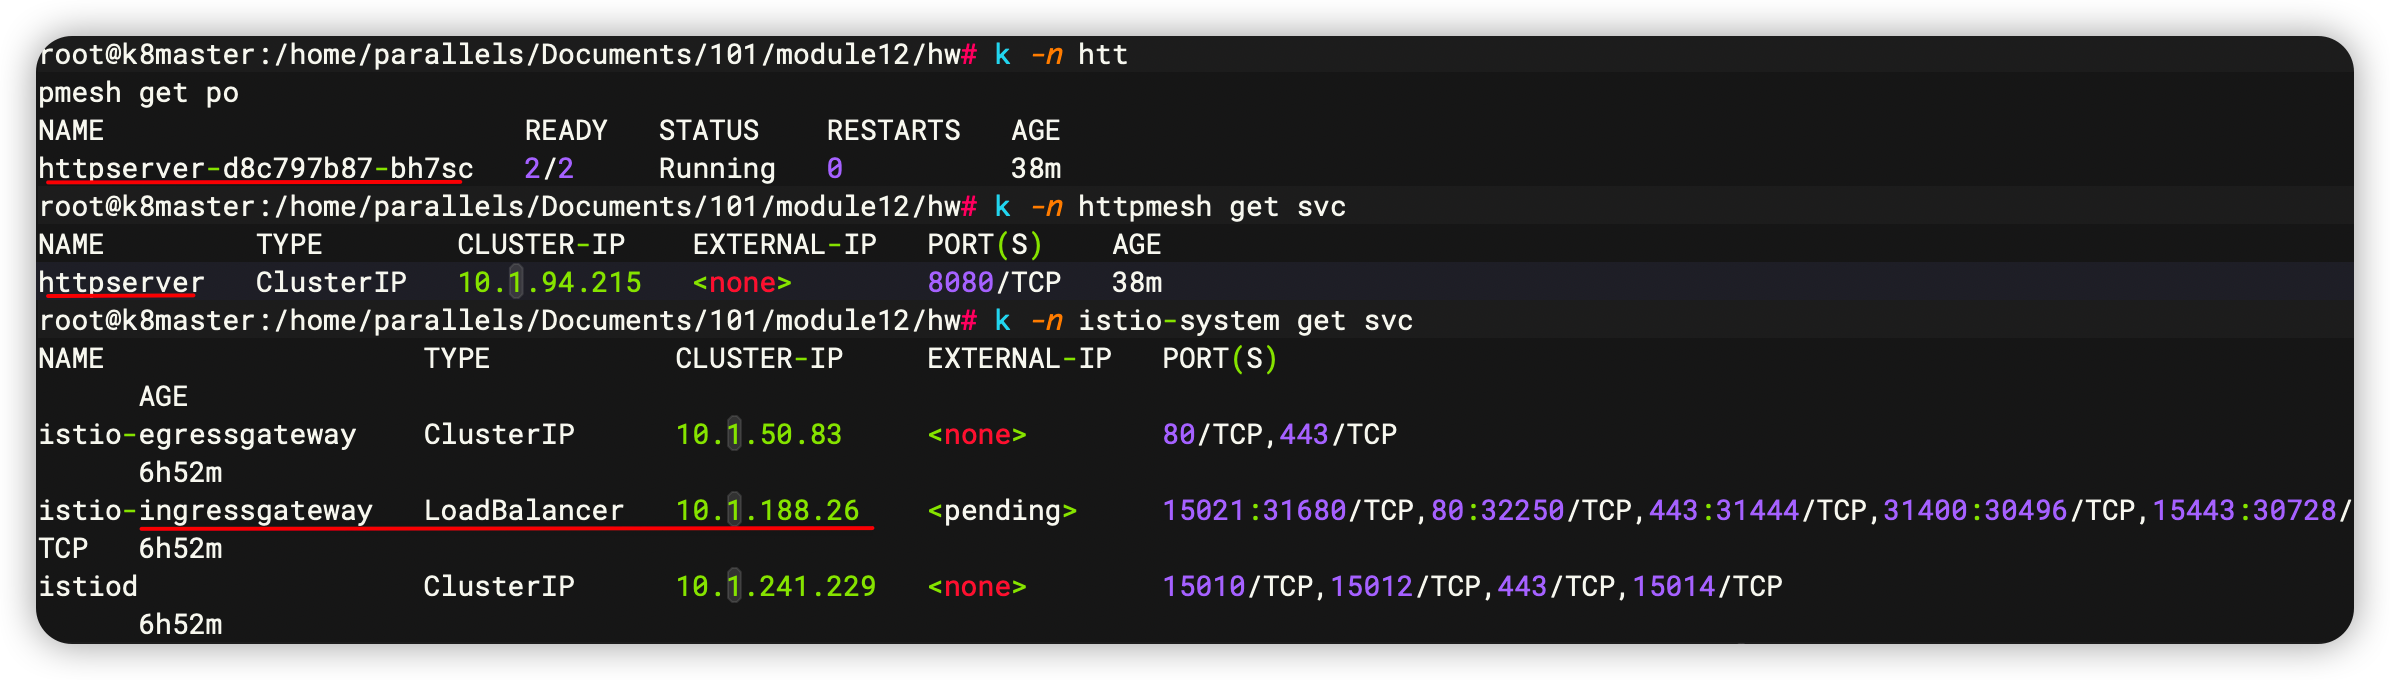 root@k8master:/home/parallels/Documents/101/module12/hw# k -n htt
pmesh get po
NAME READY STATUS RESTARTS AGE
httpserver-d8c797b87-bh7sc 2/2 Running 0 38m
root@k8master:/home/parallels/Documents/101/module12/hw# k -n httpmesh get svc
NAME TYPE CLUSTER-IP EXTERNAL-IP PORT(S) AGE
httpserver ClusterIP 10.1.94.215 <none> 8080/TCP 38m
root@k8master:/home/parallels/Documents/101/module12/hw# k -n istio-system get svc
NAME TYPE CLUSTER-IP EXTERNAL-IP PORT(S)
AGE
istio-egressgateway ClusterIP 10.1.50.83 <none> 80/TCP,443/TCP
6h52m
istio-ingressgateway LoadBalancer 10.1.188.26 <pending> 15021:31680/TCP,80:32250/TCP,443:31444/TCP,31400:30496/TCP,15443:30728/
TCP 6h52m
istiod ClusterIP 10.1.241.229 <none> 15010/TCP,15012/TCP,443/TCP,15014/TCP
6h52m